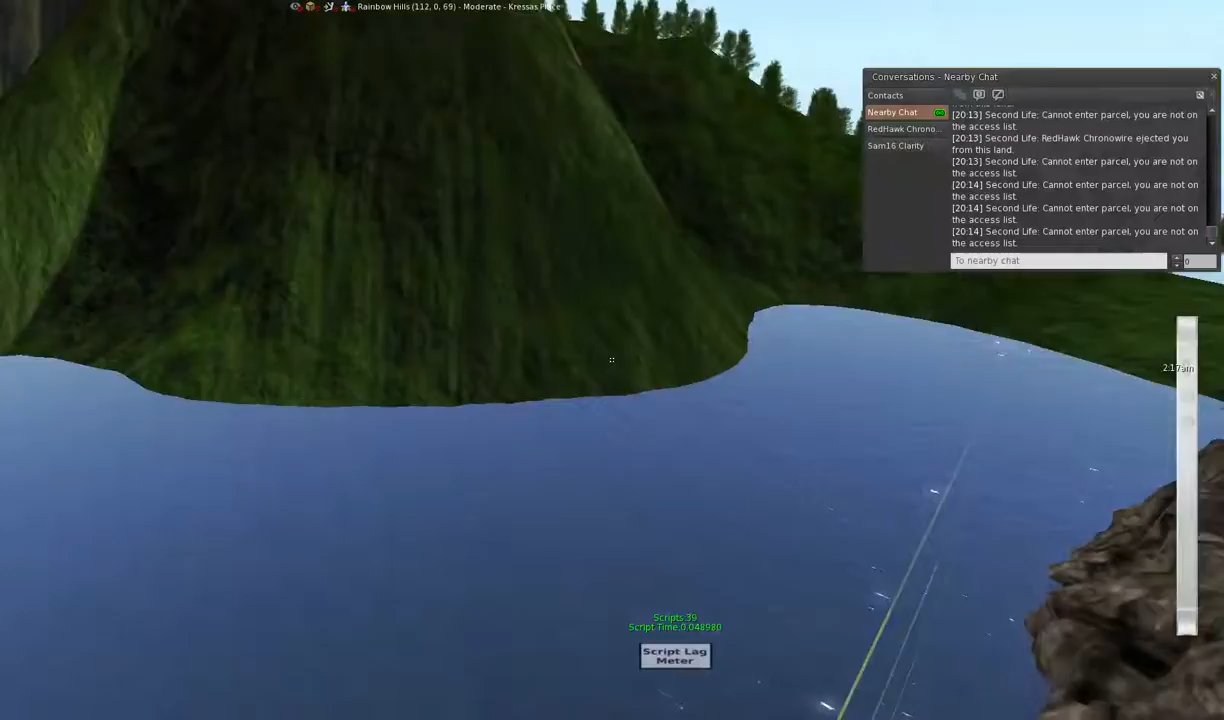 Rainbow Hills (112, 0, 69) - Moderate - Kressas Place
Conversations - Nearby Chat
Contacts
Nearby Chat
RedHawk Chrono...
Sam16 Clarity
[20:13] Second Life: Cannot enter parcel, you are not on
the access list.
[20:13] Second Life: RedHawk Chronowire ejected you
from this land.
[20:13] Second Life: Cannot enter parcel, you are not on
the access list.
[20:14] Second Life: Cannot enter parcel, you are not on
the access list.
[20:14] Second Life: Cannot enter parcel, you are not on
the access list.
[20:14] Second Life: Cannot enter parcel, you are not on
the access list.
To nearby chat
0
Scripts:39
Script Time:0.048980
Script Lag
Meter